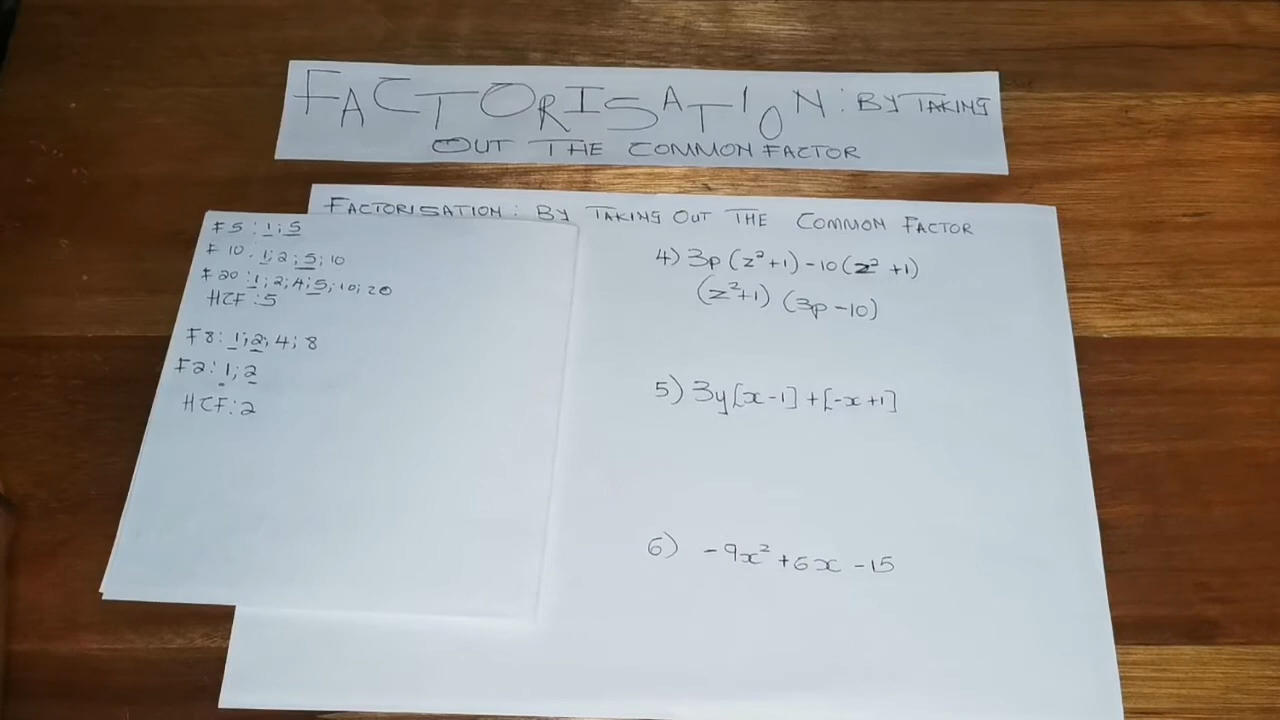 FACTORISATION: BY TAKING
OUT THE COMMON FACTOR
FACTORISATION: BY TAKING OUT THE COMMON FACTOR
F5: 1; 5
F10: 1; 2; 5; 10
F20: 1; 2; 4; 5; 10; 20
HCF: 5
F8: 1; 2; 4; 8
F2: 1; 2
HCF: 2
4) 3p(z²+1)-10(z²+1)
(z²+1)(3p-10)
5) 3y[x-1]+[-x+1]
6) -9x²+6x-15